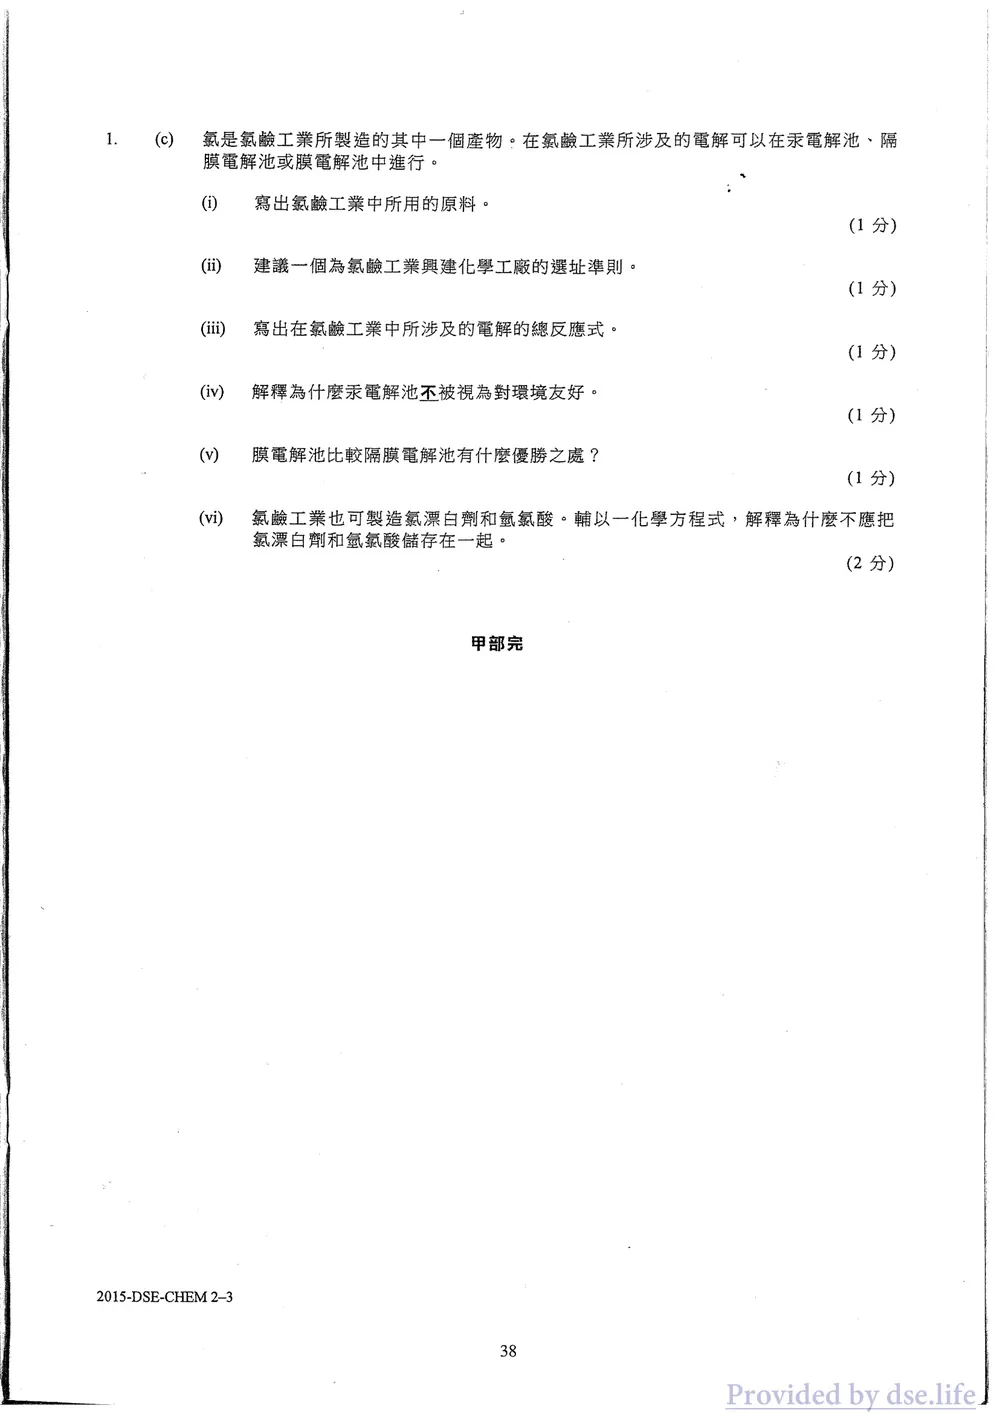 1. (c) 氯是氯鹼工業所製造的其中一個產物。在氯鹼工業所涉及的電解可以在汞電解池、隔
膜電解池或膜電解池中進行。
(i) 寫出氯鹼工業中所用的原料。
(1 分)
(ii) 建議一個為氯鹼工業興建化學工廠的選址準則。
(1 分)
(iii) 寫出在氯鹼工業中所涉及的電解的總反應式。
(1 分)
(iv) 解釋為什麼汞電解池不被視為對環境友好。
(1 分)
(v) 膜電解池比較隔膜電解池有什麼優勝之處？
(1 分)
(vi) 氯鹼工業也可製造氯漂白劑和氫氯酸。輔以一化學方程式，解釋為什麼不應把
氯漂白劑和氫氯酸儲存在一起。
(2 分)
甲部完
2015-DSE-CHEM 2–3
38
Provided by dse.life